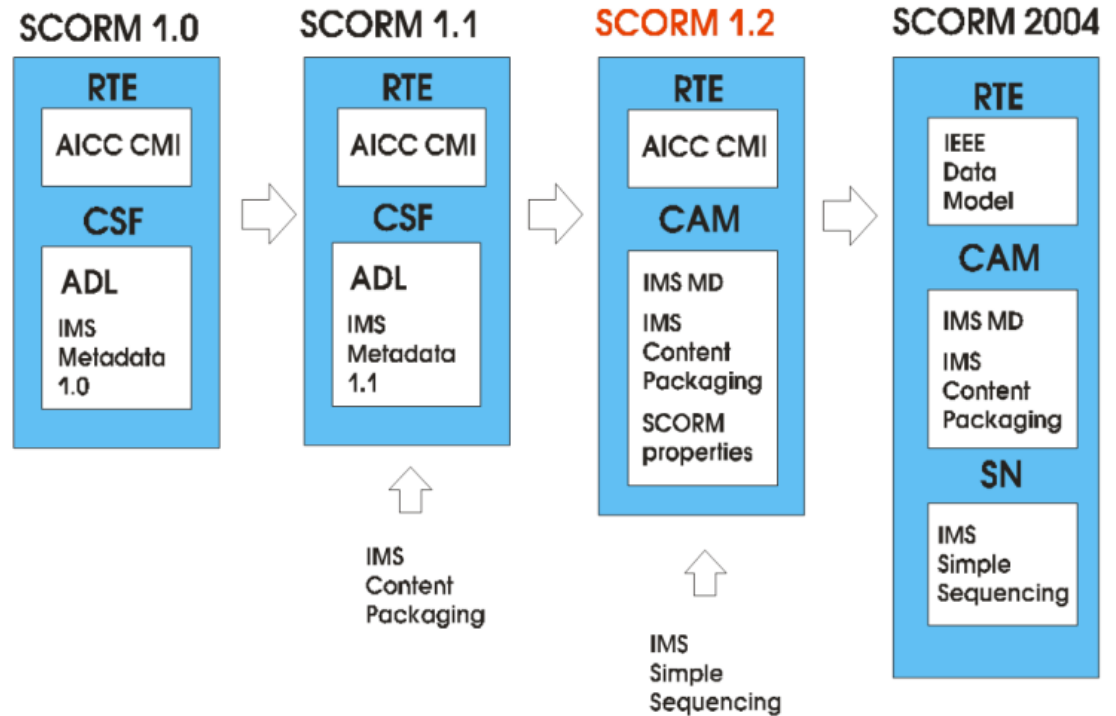 SCORM 1.0
RTE
AICC CMI
CSF
ADL
IMS
Metadata
1.0
SCORM 1.1
RTE
AICC CMI
CSF
ADL
IMS
Metadata
1.1
IMS
Content
Packaging
SCORM 1.2
RTE
AICC CMI
CAM
IMS MD
IMS
Content
Packaging
SCORM
properties
IMS
Simple
Sequencing
SCORM 2004
RTE
IEEE
Data
Model
CAM
IMS MD
IMS
Content
Packaging
SN
IMS
Simple
Sequencing